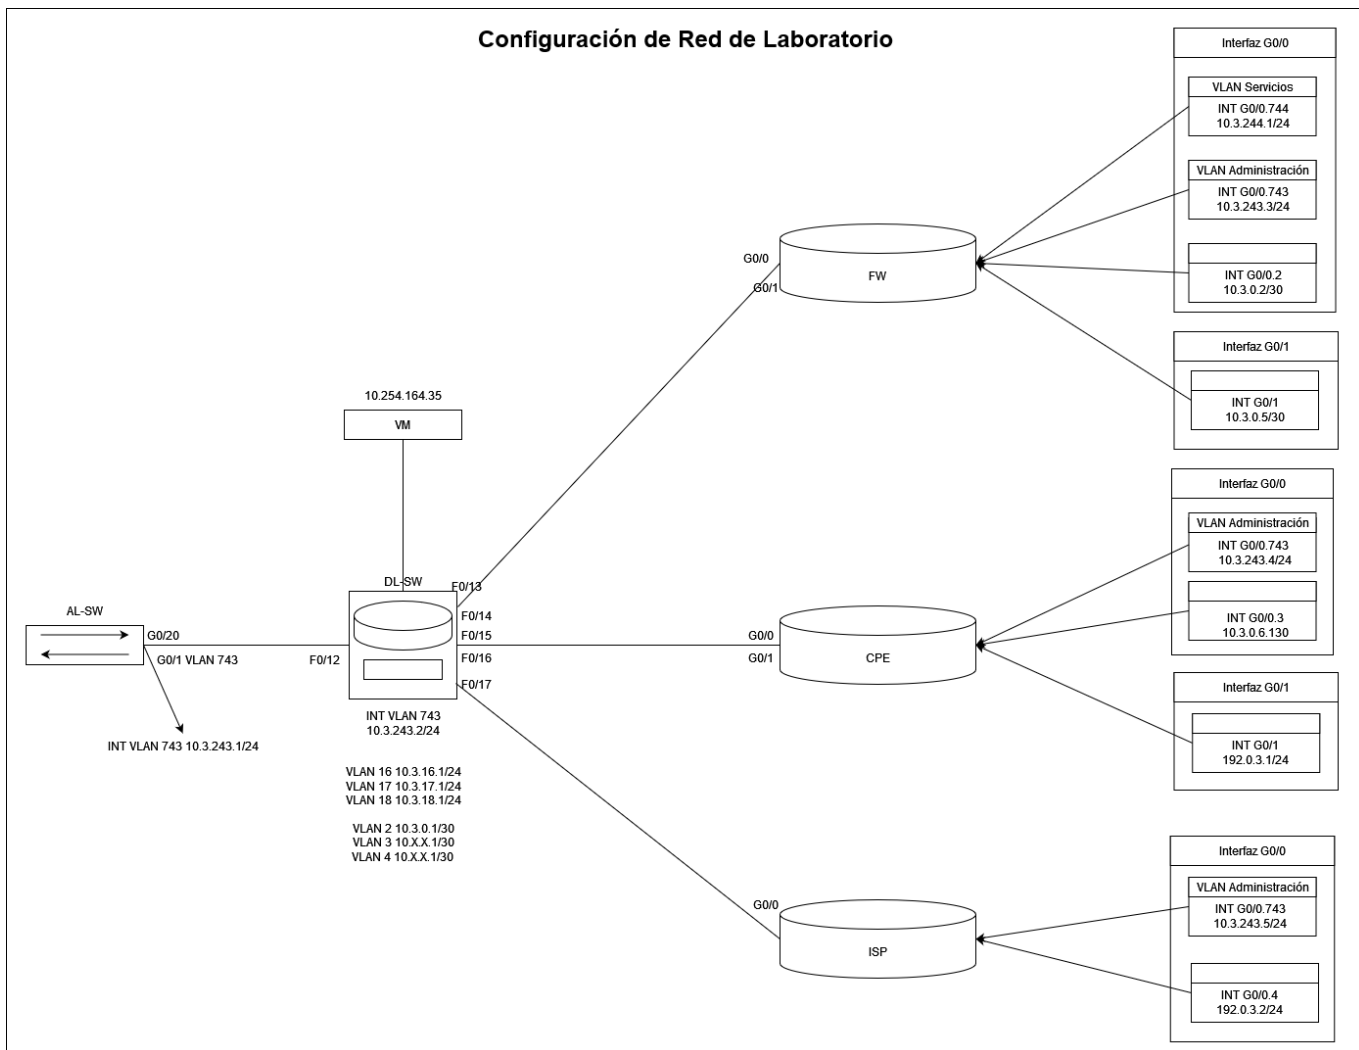 Configuración de Red de Laboratorio
Interfaz G0/0
VLAN Servicios
INT G0/0.744
10.3.244.1/24
VLAN Administración
INT G0/0.743
10.3.243.3/24
INT G0/0.2
10.3.0.2/30
G0/0
G0/1
FW
Interfaz G0/1
INT G0/1
10.3.0.5/30
10.254.164.35
VM
Interfaz G0/0
VLAN Administración
INT G0/0.743
10.3.243.4/24
INT G0/0.3
10.3.0.6.130
DL-SW
F0/13
F0/14
F0/15
F0/16
F0/17
AL-SW
G0/20
G0/1 VLAN 743
F0/12
G0/0
G0/1
CPE
INT VLAN 743
10.3.243.2/24
INT VLAN 743 10.3.243.1/24
Interfaz G0/1
INT G0/1
192.0.3.1/24
VLAN 16 10.3.16.1/24
VLAN 17 10.3.17.1/24
VLAN 18 10.3.18.1/24
VLAN 2 10.3.0.1/30
VLAN 3 10.X.X.1/30
VLAN 4 10.X.X.1/30
Interfaz G0/0
VLAN Administración
INT G0/0.743
10.3.243.5/24
INT G0/0.4
192.0.3.2/24
G0/0
ISP